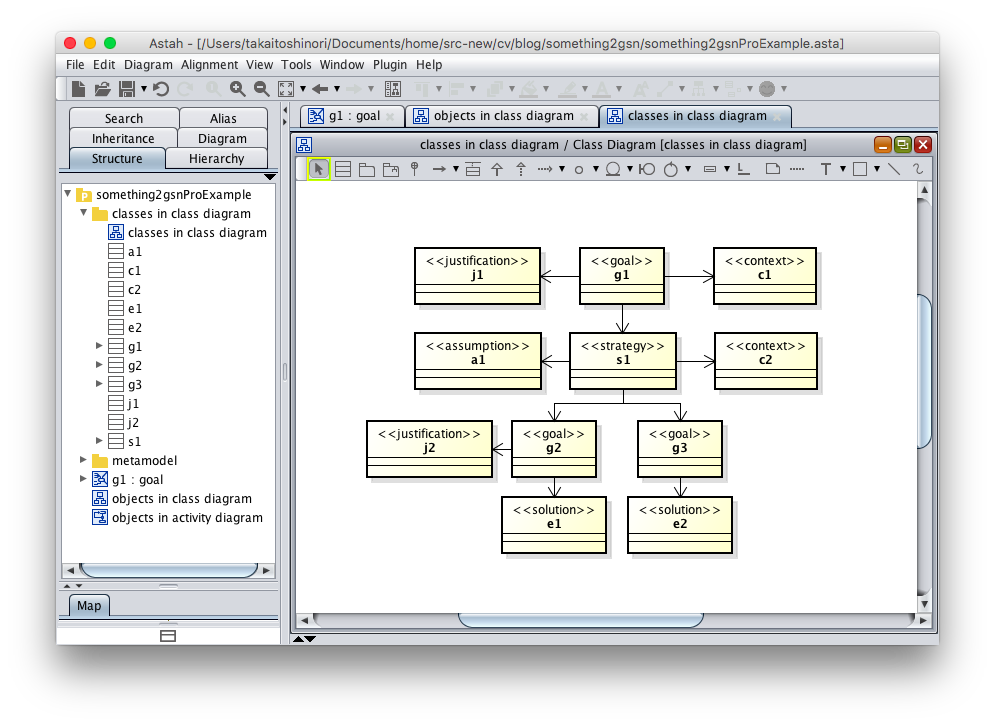 Astah - [/Users/takaitoshinori/Documents/home/src-new/cv/blog/something2gsn/something2gsnProExample.asta]
File Edit Diagram Alignment View Tools Window Plugin Help
Search Alias
Inheritance Diagram
Structure Hierarchy
something2gsnProExample
classes in class diagram
classes in class diagram
a1
c1
c2
e1
e2
g1
g2
g3
j1
j2
s1
metamodel
g1 : goal
objects in class diagram
objects in activity diagram
Map
g1 : goal objects in class diagram classes in class diagram
classes in class diagram / Class Diagram [classes in class diagram]
T
<<justification>> <<goal>> <<context>>
j1 g1 c1
<<assumption>> <<strategy>> <<context>>
a1 s1 c2
<<justification>> <<goal>> <<goal>>
j2 g2 g3
<<solution>> <<solution>>
e1 e2